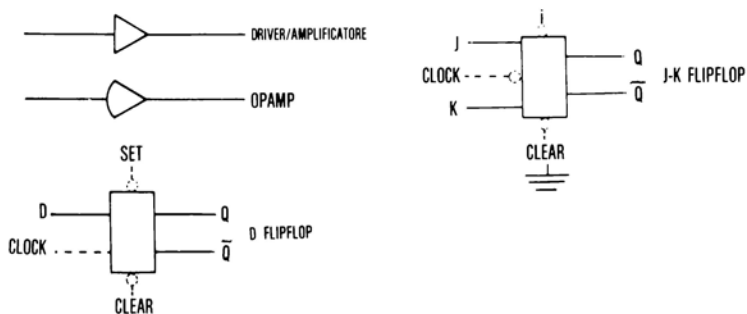 DRIVER/AMPLIFICATORE
OPAMP
SET
D
Q
CLOCK
Q̅
D FLIPFLOP
CLEAR
J
Q
CLOCK
J-K FLIPFLOP
Q̅
K
CLEAR